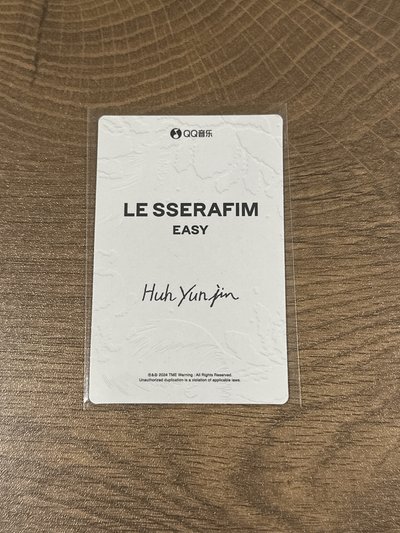 QQ音乐
LE SSERAFIM
EASY
Huh Yunjin
℗&© 2024 TME Warning : All Rights Reserved.
Unauthorized duplication is a violation of applicable laws.